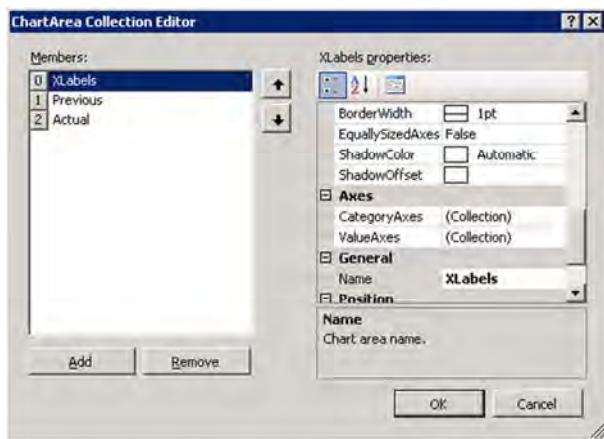 ChartArea Collection Editor
Members:
0 XLabels
1 Previous
2 Actual
Add
Remove
XLabels properties:
BorderWidth 1pt
EquallySizedAxes False
ShadowColor Automatic
ShadowOffset
Axes
CategoryAxes (Collection)
ValueAxes (Collection)
General
Name XLabels
Position
Name
Chart area name.
OK
Cancel